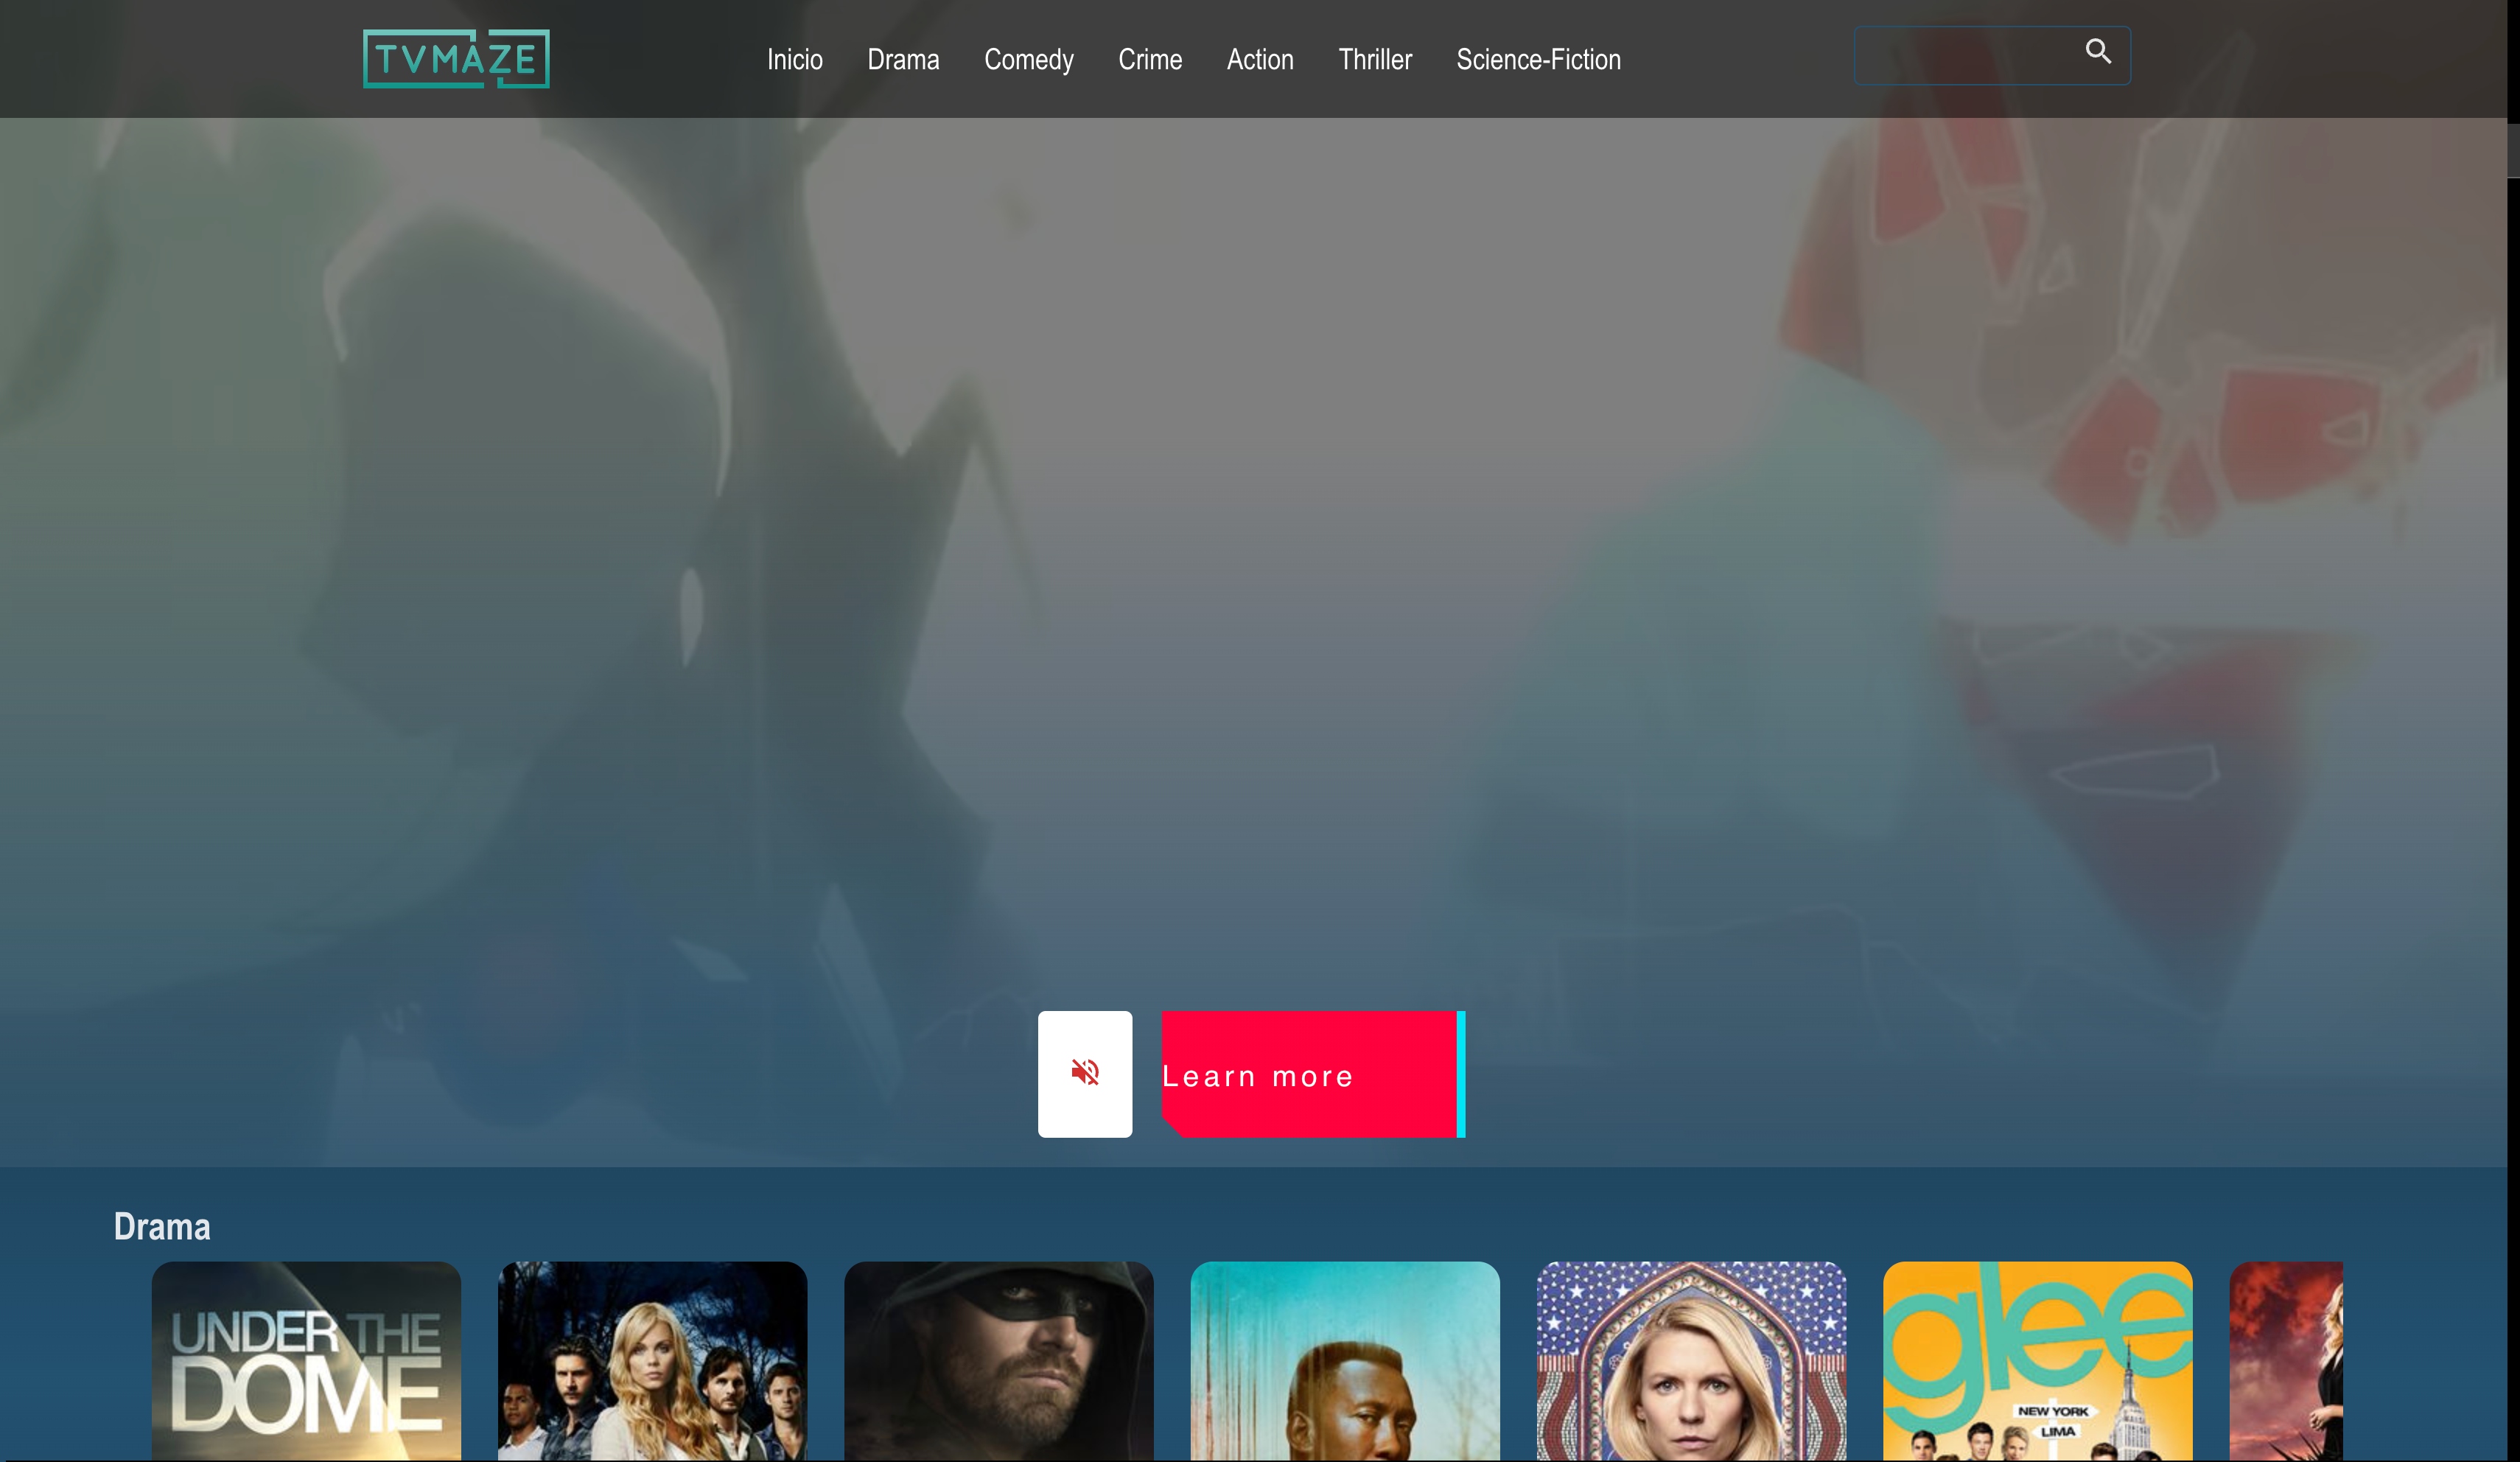 TVMAZE
Inicio Drama Comedy Crime Action Thriller Science-Fiction
Learn more
Drama
UNDER THE
DOME
glee
NEW YORK
LIMA